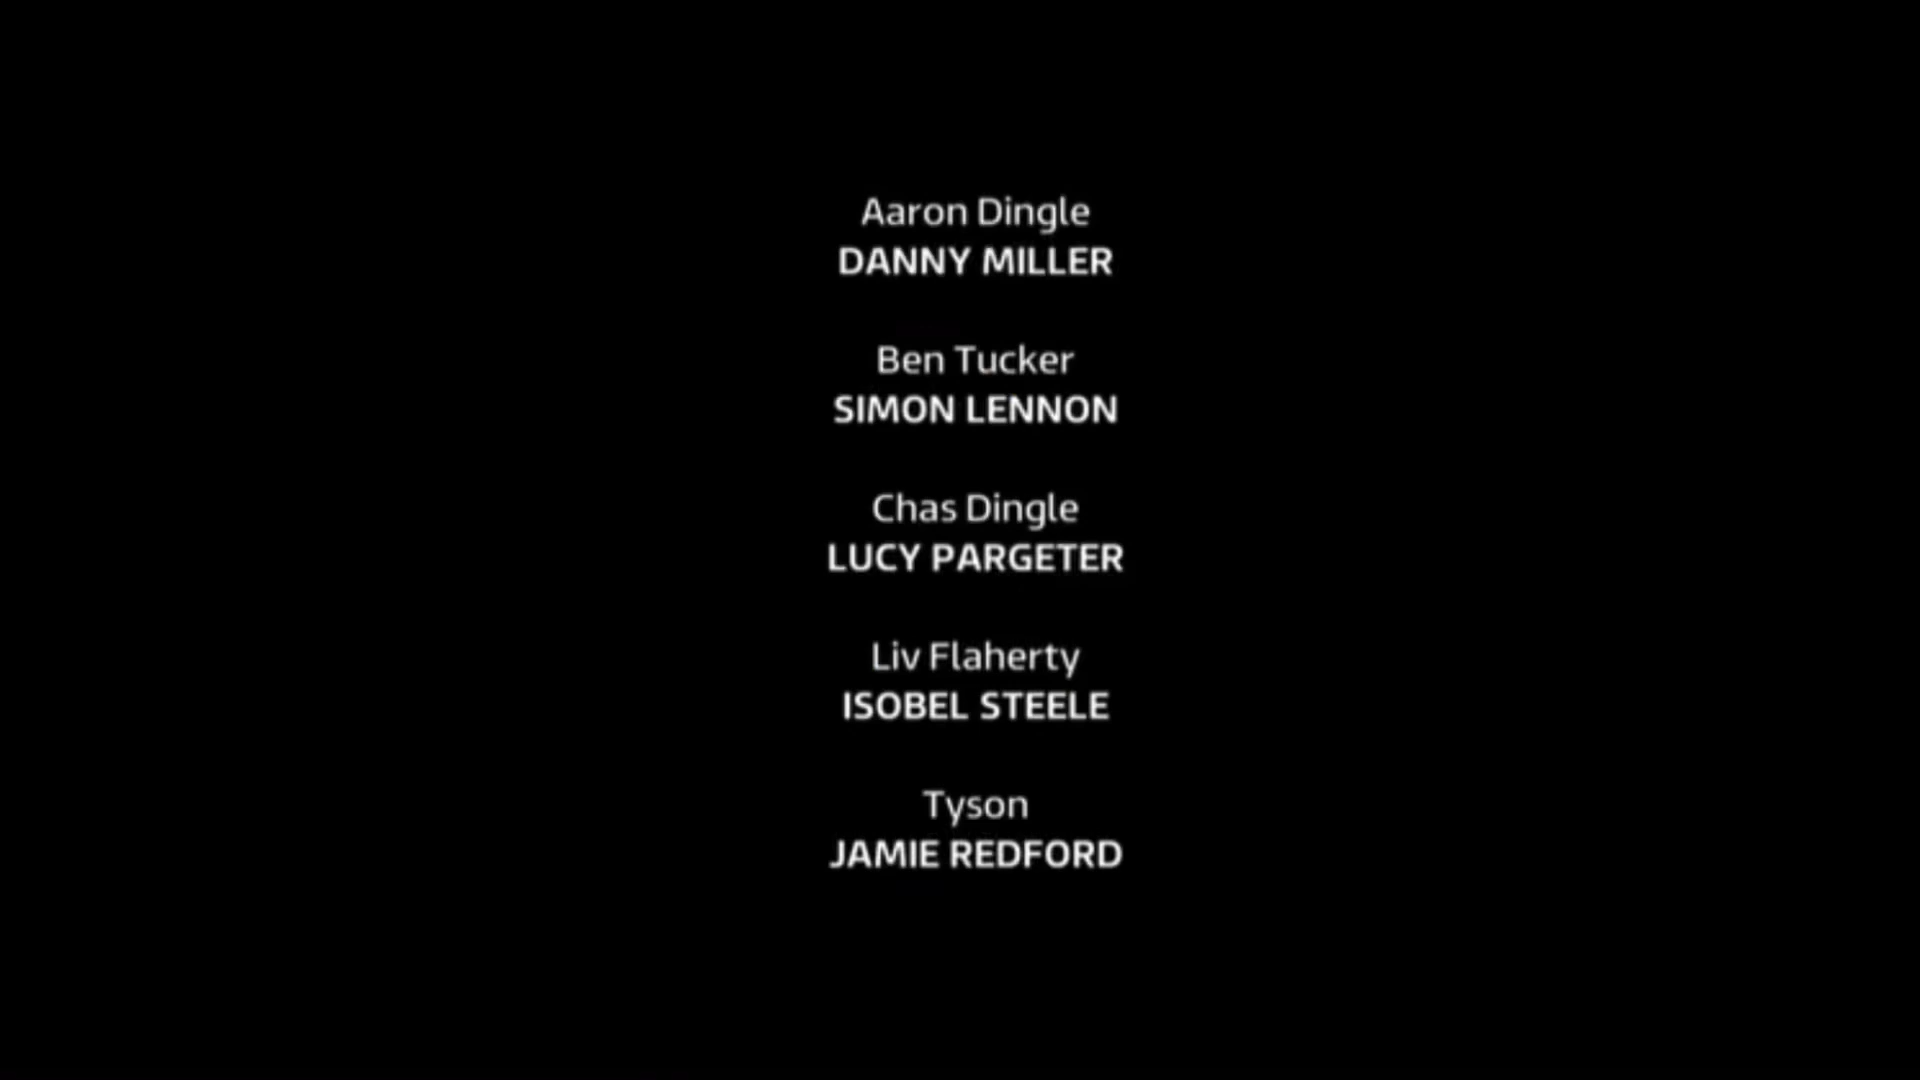 Aaron Dingle
DANNY MILLER
Ben Tucker
SIMON LENNON
Chas Dingle
LUCY PARGETER
Liv Flaherty
ISOBEL STEELE
Tyson
JAMIE REDFORD